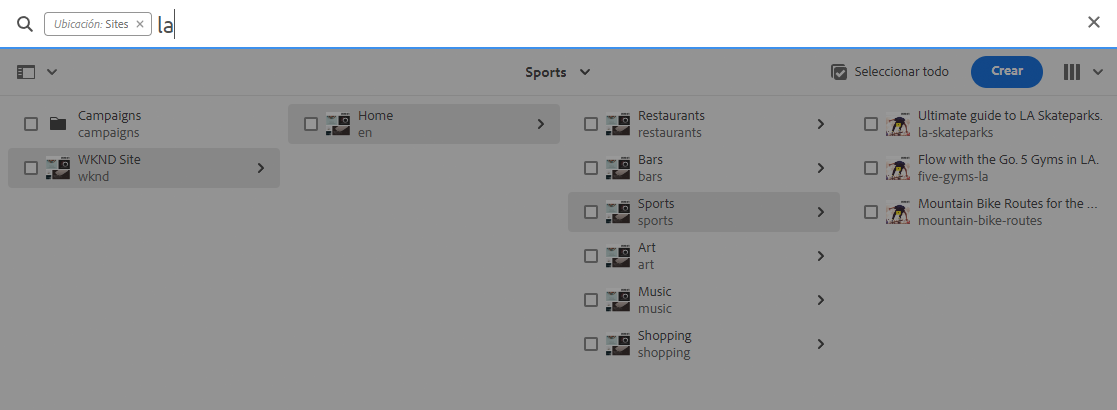 Ubicación: Sites × la
Sports
Seleccionar todo
Crear
Campaigns
campaigns
WKND Site
wknd
Home
en
Restaurants
restaurants
Bars
bars
Sports
sports
Art
art
Music
music
Shopping
shopping
Ultimate guide to LA Skateparks.
la-skateparks
Flow with the Go. 5 Gyms in LA.
five-gyms-la
Mountain Bike Routes for the ...
mountain-bike-routes